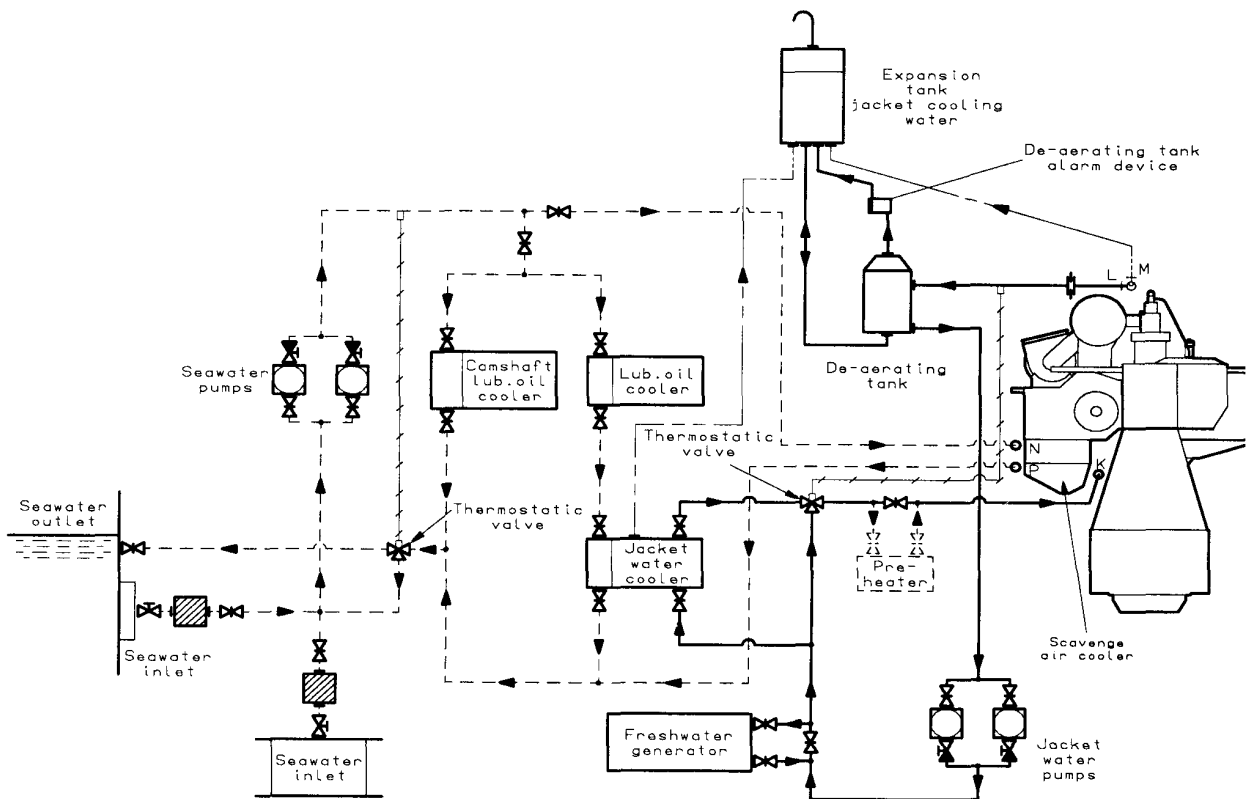 Expansion
tank
jacket cooling
water
De-aerating tank
alarm device
L
M
Seawater
pumps
Camshaft
lub.oil
cooler
Lub.oil
cooler
De-aerating
tank
Thermostatic
valve
N
P
K
Seawater
outlet
Thermostatic
valve
Jacket
water
cooler
Pre-
heater
Seawater
inlet
Scavenge
air cooler
Freshwater
generator
Seawater
inlet
Jacket
water
pumps